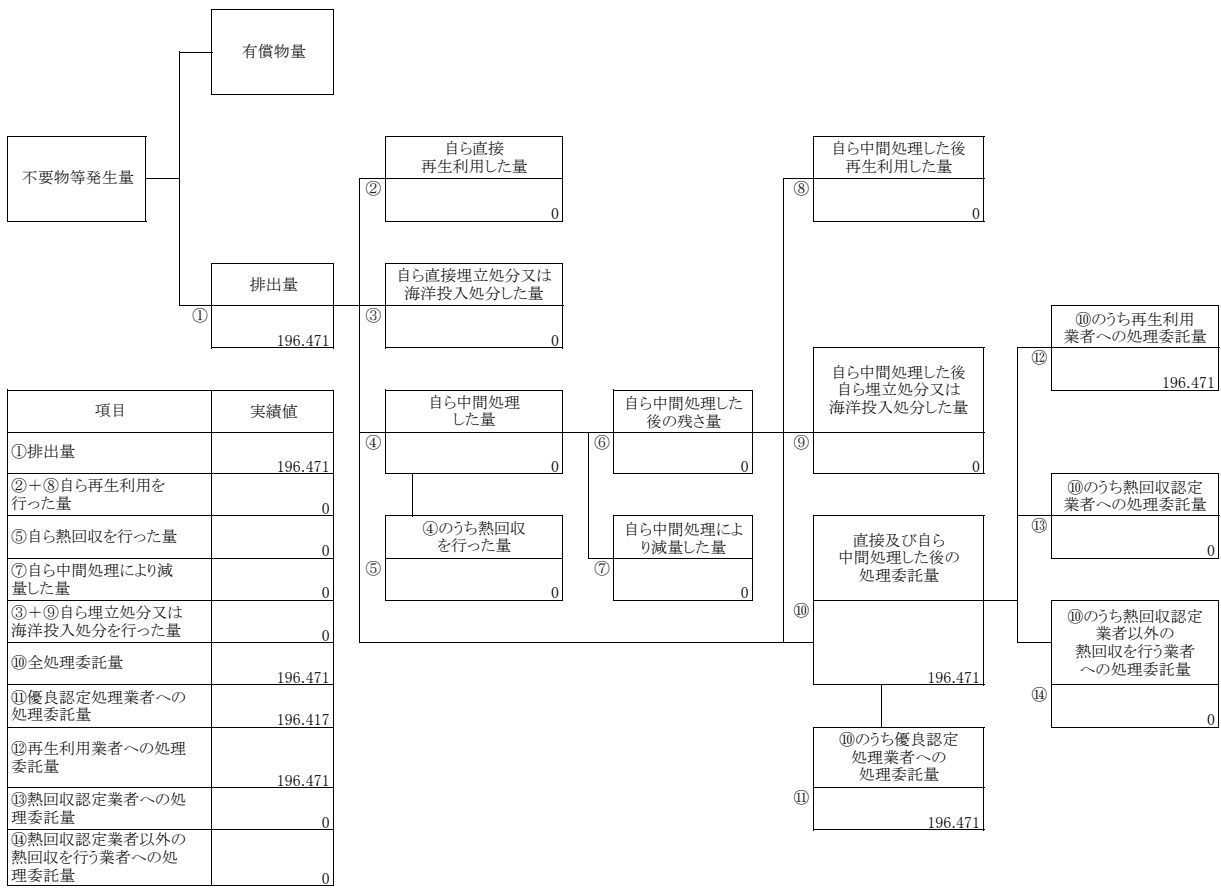 有償物量
不要物等発生量
自ら直接
再生利用した量
②
0
自ら中間処理した後
再生利用した量
⑧
0
排出量
①
196.471
自ら直接埋立処分又は
海洋投入処分した量
③
0
⑩のうち再生利用
業者への処理委託量
⑫
196.471
自ら中間処理
した量
④
0
自ら中間処理した
後の残さ量
⑥
0
自ら中間処理した後
自ら埋立処分又は
海洋投入処分した量
⑨
0
⑩のうち熱回収認定
業者への処理委託量
⑬
0
④のうち熱回収
を行った量
⑤
0
自ら中間処理によ
り減量した量
⑦
0
直接及び自ら
中間処理した後の
処理委託量
⑩
196.471
⑩のうち熱回収認定
業者以外の
熱回収を行う業者
への処理委託量
⑭
0
⑩のうち優良認定
処理業者への
処理委託量
⑪
196.471
項目 実績値
①排出量
196.471
②＋⑧自ら再生利用を
行った量
0
⑤自ら熱回収を行った量
0
⑦自ら中間処理により減
量した量
0
③＋⑨自ら埋立処分又は
海洋投入処分を行った量
0
⑩全処理委託量
196.471
⑪優良認定処理業者への
処理委託量
196.417
⑫再生利用業者への処理
委託量
196.471
⑬熱回収認定業者への処
理委託量
0
⑭熱回収認定業者以外の
熱回収を行う業者への処
理委託量
0